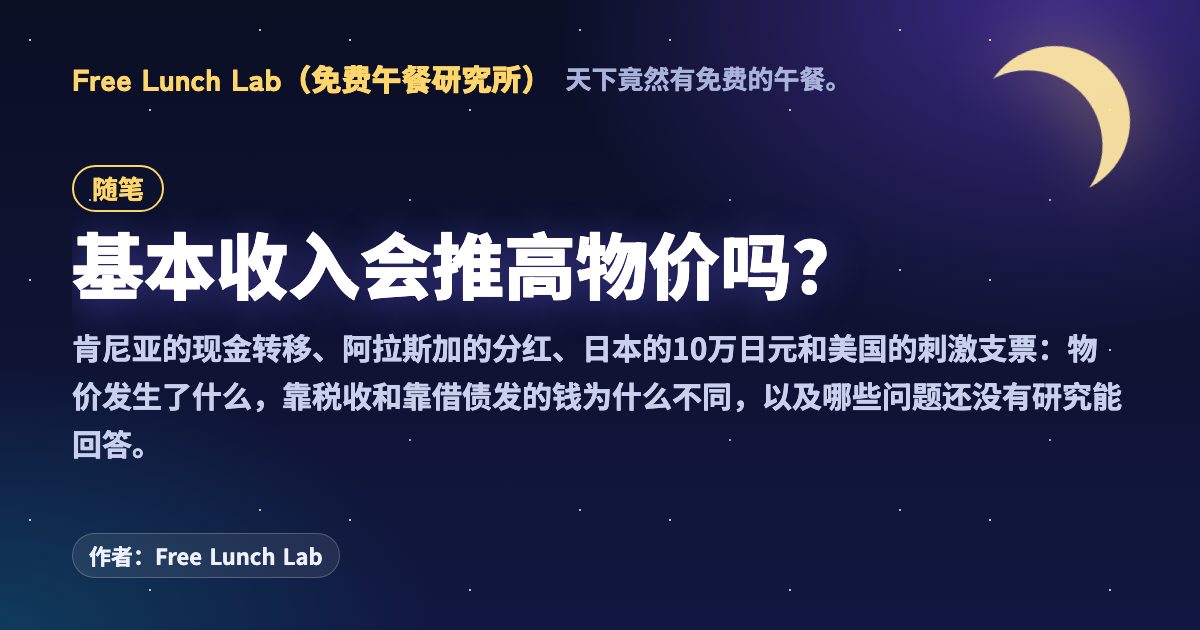 Free Lunch Lab（免费午餐研究所） 天下竟然有免费的午餐。
随笔
基本收入会推高物价吗？
肯尼亚的现金转移、阿拉斯加的分红、日本的10万日元和美国的刺激支票：物
价发生了什么，靠税收和靠借债发的钱为什么不同，以及哪些问题还没有研究能
回答。
作者：Free Lunch Lab